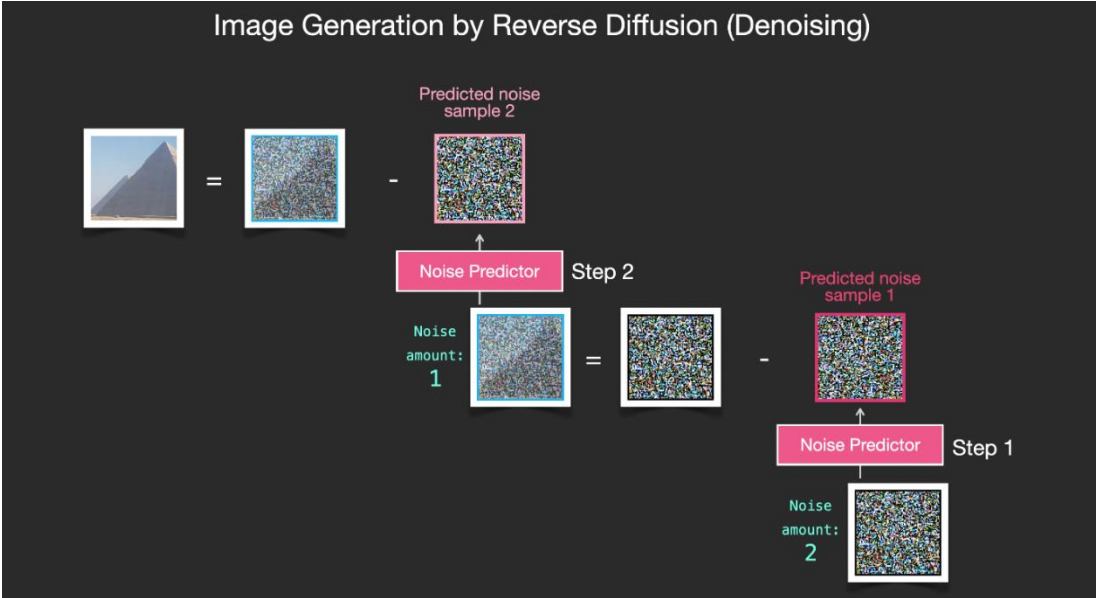 Image Generation by Reverse Diffusion (Denoising)
Predicted noise
sample 2
=
-
Noise Predictor
Step 2
Predicted noise
sample 1
Noise
amount:
1
=
-
Noise Predictor
Step 1
Noise
amount:
2